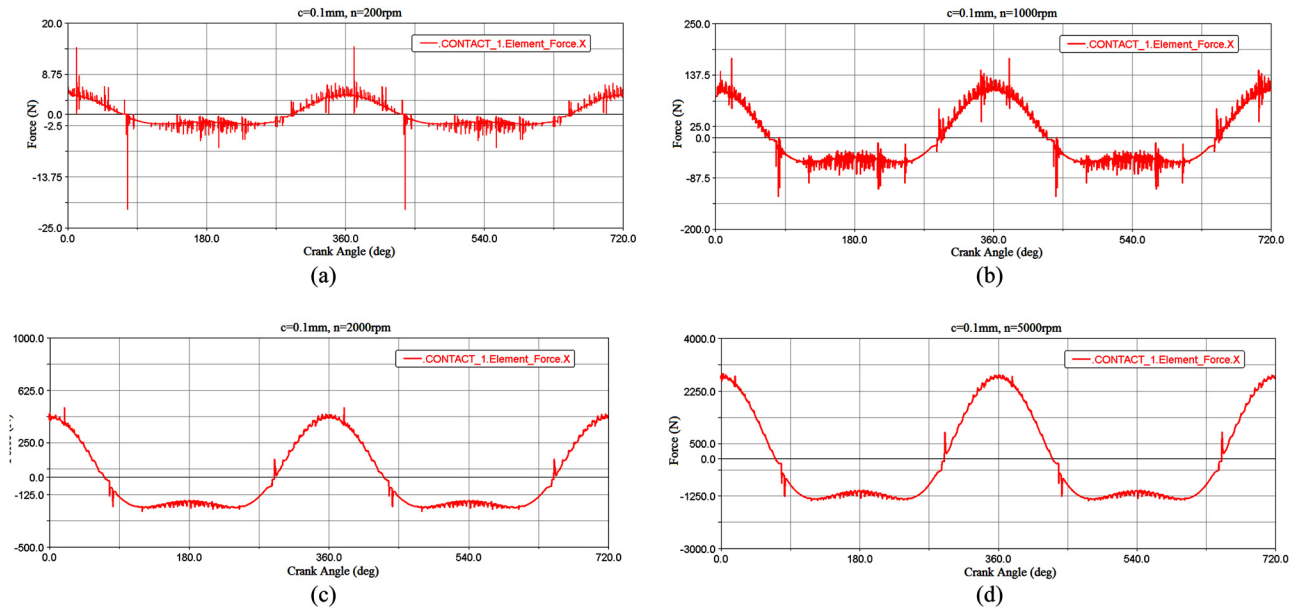 c=0.1mm, n=200rpm
20.0
.CONTACT_1.Element_Force.X
8.75
0.0
-2.5
-13.75
-25.0
Force (N)
0.0 180.0 360.0 540.0 720.0
Crank Angle (deg)
(a)
c=0.1mm, n=1000rpm
250.0
.CONTACT_1.Element_Force.X
137.5
25.0
0.0
-87.5
-200.0
Force (N)
0.0 180.0 360.0 540.0 720.0
Crank Angle (deg)
(b)
c=0.1mm, n=2000rpm
1000.0
.CONTACT_1.Element_Force.X
625.0
250.0
0.0
-125.0
-500.0
0.0 180.0 360.0 540.0 720.0
Crank Angle (deg)
(c)
c=0.1mm, n=5000rpm
4000.0
.CONTACT_1.Element_Force.X
2250.0
500.0
0.0
-1250.0
-3000.0
Force (N)
0.0 180.0 360.0 540.0 720.0
Crank Angle (deg)
(d)